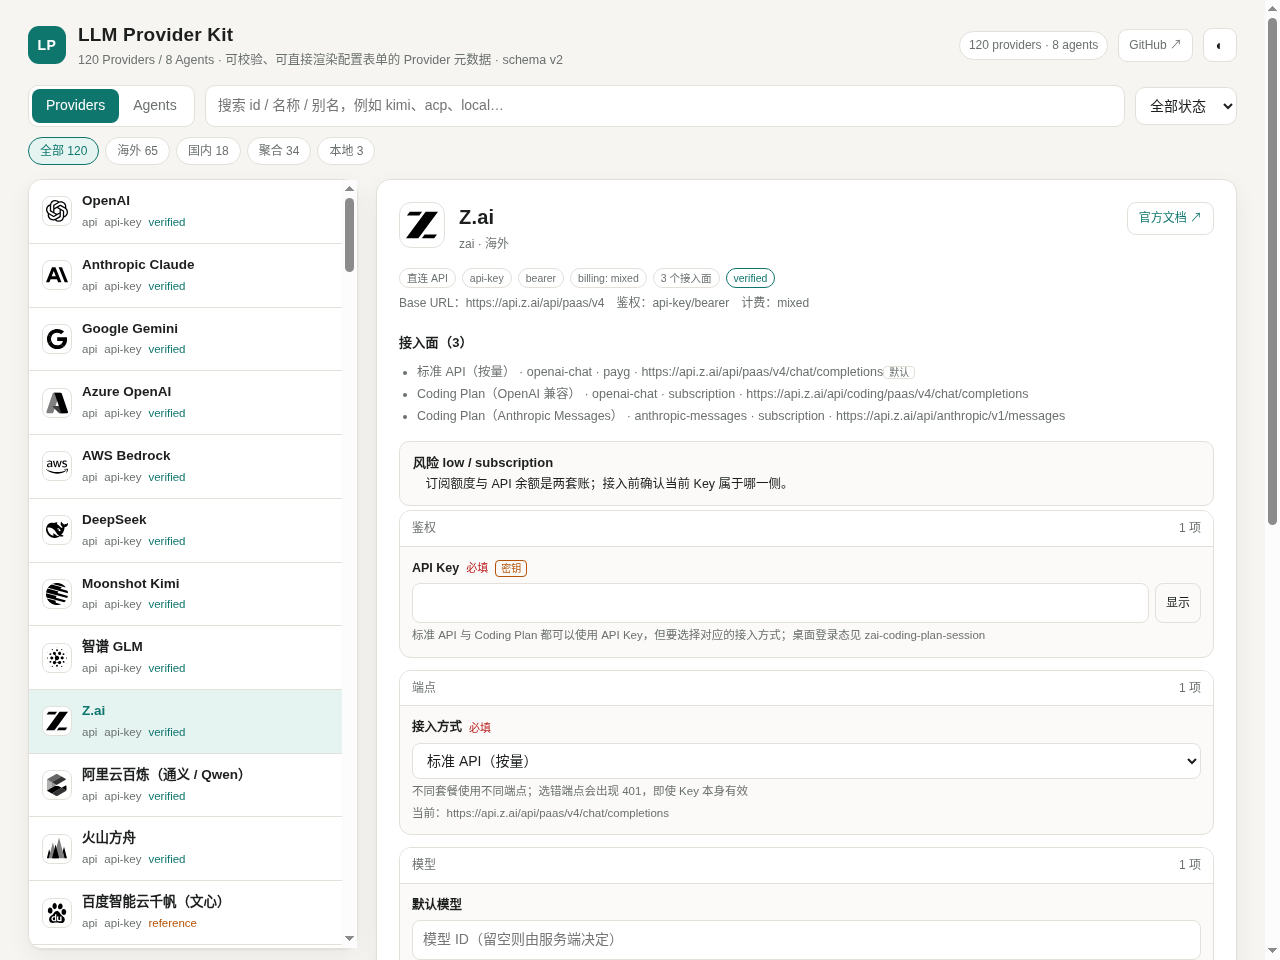 LP
LLM Provider Kit
120 Providers / 8 Agents · 可校验、可直接渲染配置表单的 Provider 元数据 · schema v2
120 providers · 8 agents
GitHub ↗
Providers
Agents
搜索 id / 名称 / 别名，例如 kimi、acp、local…
全部状态
全部 120
海外 65
国内 18
聚合 34
本地 3
OpenAI
api api-key verified
Anthropic Claude
api api-key verified
Google Gemini
api api-key verified
Azure OpenAI
api api-key verified
aws
AWS Bedrock
api api-key verified
DeepSeek
api api-key verified
Moonshot Kimi
api api-key verified
智谱 GLM
api api-key verified
Z.ai
api api-key verified
阿里云百炼（通义 / Qwen）
api api-key verified
火山方舟
api api-key verified
百度智能云千帆（文心）
api api-key reference
Z.ai
zai · 海外
官方文档 ↗
直连 API
api-key
bearer
billing: mixed
3 个接入面
verified
Base URL：https://api.z.ai/api/paas/v4 鉴权：api-key/bearer 计费：mixed
接入面（3）
• 标准 API（按量） · openai-chat · payg · https://api.z.ai/api/paas/v4/chat/completions 默认
• Coding Plan（OpenAI 兼容） · openai-chat · subscription · https://api.z.ai/api/coding/paas/v4/chat/completions
• Coding Plan（Anthropic Messages） · anthropic-messages · subscription · https://api.z.ai/api/anthropic/v1/messages
风险 low / subscription
订阅额度与 API 余额是两套账；接入前确认当前 Key 属于哪一侧。
鉴权
1 项
API Key 必填 密钥
显示
标准 API 与 Coding Plan 都可以使用 API Key，但要选择对应的接入方式；桌面登录态见 zai-coding-plan-session
端点
1 项
接入方式 必填
标准 API（按量）
不同套餐使用不同端点；选错端点会出现 401，即使 Key 本身有效
当前：https://api.z.ai/api/paas/v4/chat/completions
模型
1 项
默认模型
模型 ID（留空则由服务端决定）